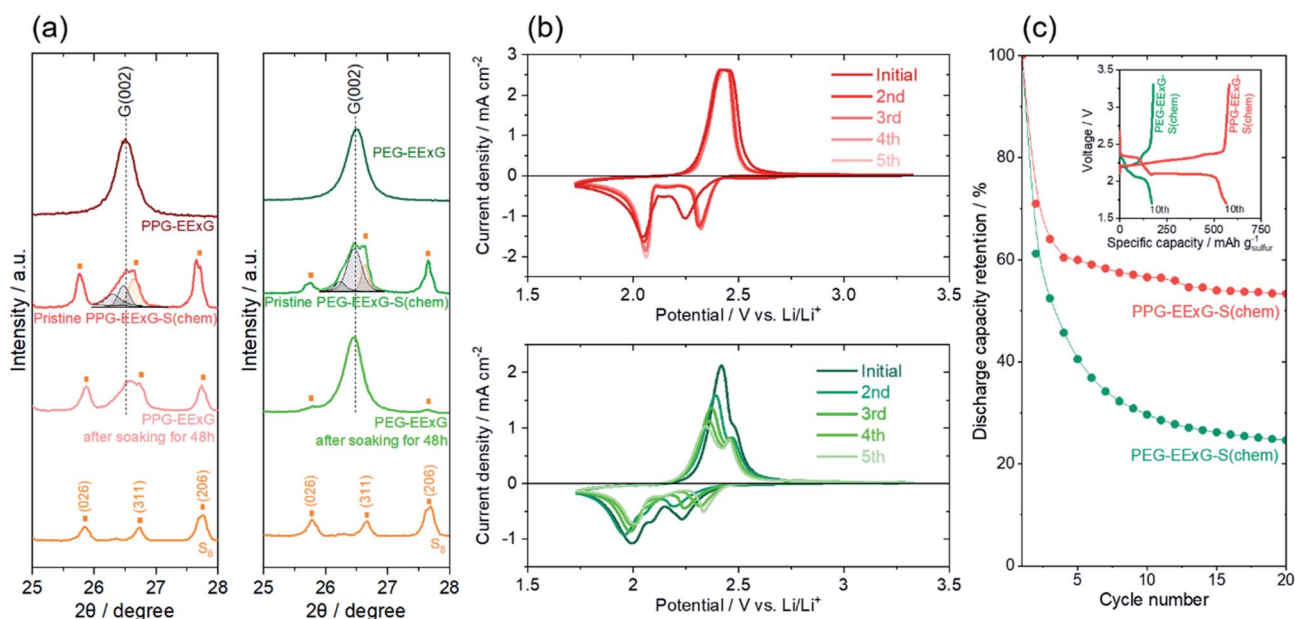 (a)
Intensity / a.u.
G(002)
PPG-EExG
Pristine PPG-EExG-S(chem)
PPG-EExG
after soaking for 48h
(026)
(311)
(206)
S8
25 26 27 28
2θ / degree
Intensity / a.u.
G(002)
PEG-EExG
Pristine PEG-EExG-S(chem)
PEG-EExG
after soaking for 48h
(026)
(311)
(206)
S8
25 26 27 28
2θ / degree
(b)
Current density / mA cm-2
3
2
1
0
-1
-2
Initial
2nd
3rd
4th
5th
1.5 2.0 2.5 3.0 3.5
Potential / V vs. Li/Li+
Current density / mA cm-2
2
1
0
-1
Initial
2nd
3rd
4th
5th
1.5 2.0 2.5 3.0 3.5
Potential / V vs. Li/Li+
(c)
Discharge capacity retention / %
100
80
60
40
20
0
Voltage / V
3.5
3.0
2.5
2.0
1.5
PEG-EExG-
S(chem)
PPG-EExG-
S(chem)
10th
10th
0 250 500 750
Specific capacity / mAh g-1sulfur
PPG-EExG-S(chem)
PEG-EExG-S(chem)
5 10 15 20
Cycle number